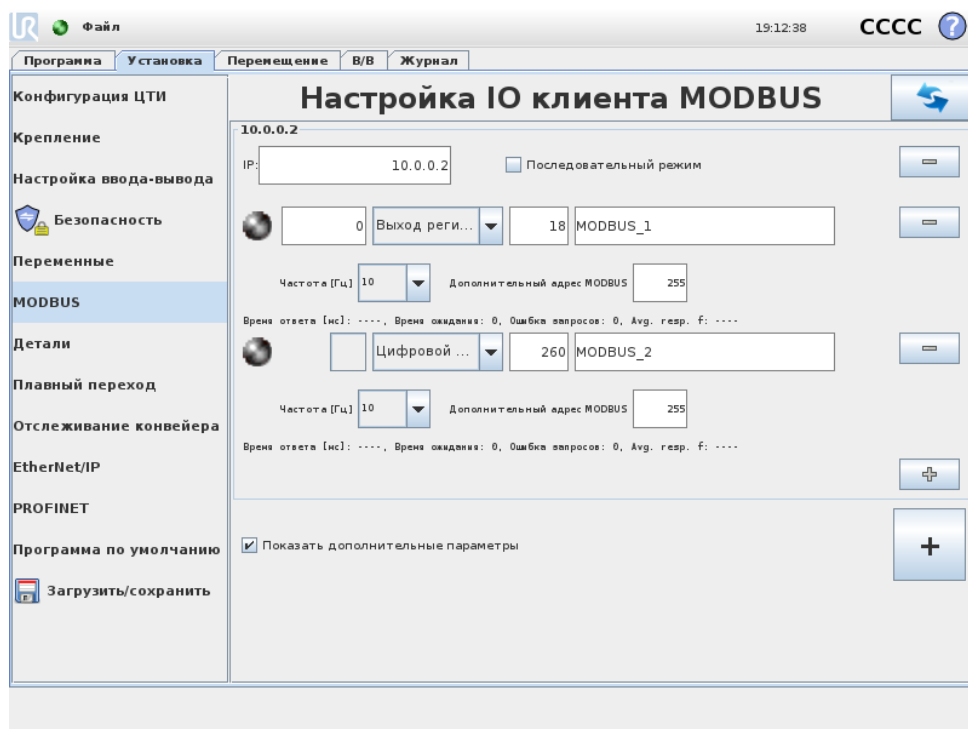 UR Файл 19:12:38 CCCC ?
Программа Установка Перемещение В/В Журнал
Конфигурация ЦТИ
Крепление
Настройка ввода-вывода
Безопасность
Переменные
MODBUS
Детали
Плавный переход
Отслеживание конвейера
EtherNet/IP
PROFINET
Программа по умолчанию
Загрузить/сохранить
Настройка IO клиента MODBUS
10.0.0.2
IP: 10.0.0.2 Последовательный режим
0 Выход реги... 18 MODBUS_1
Частота [Гц] 10 Дополнительный адрес MODBUS 255
Время ответа [мс]: ----, Время ожидания: 0, Ошибка запросов: 0, Avg. resp. f: ----
Цифровой ... 260 MODBUS_2
Частота [Гц] 10 Дополнительный адрес MODBUS 255
Время ответа [мс]: ----, Время ожидания: 0, Ошибка запросов: 0, Avg. resp. f: ----
Показать дополнительные параметры